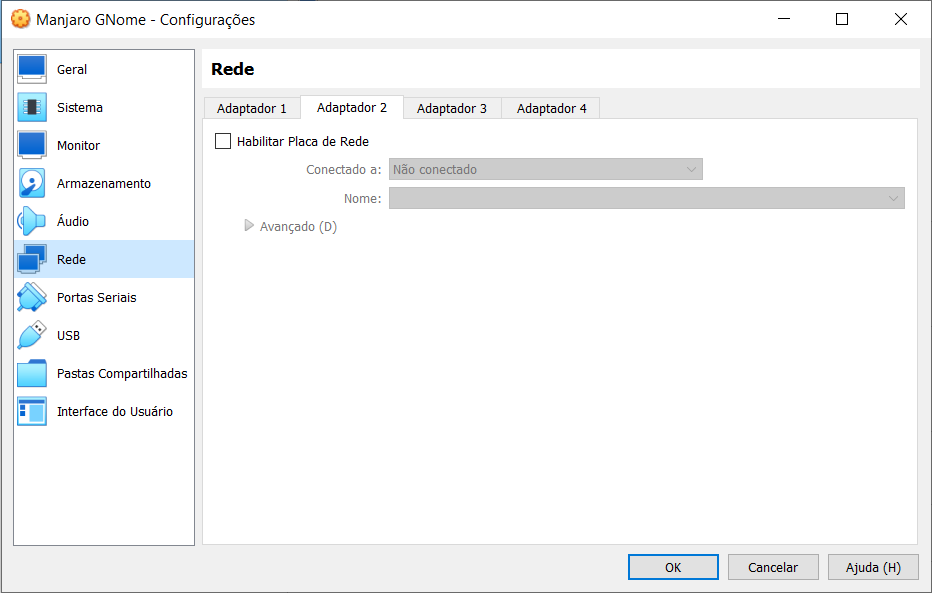 Manjaro GNome - Configurações
Geral
Sistema
Monitor
Armazenamento
Áudio
Rede
Portas Seriais
USB
Pastas Compartilhadas
Interface do Usuário
Rede
Adaptador 1 Adaptador 2 Adaptador 3 Adaptador 4
Habilitar Placa de Rede
Conectado a: Não conectado
Nome:
Avançado (D)
OK Cancelar Ajuda (H)